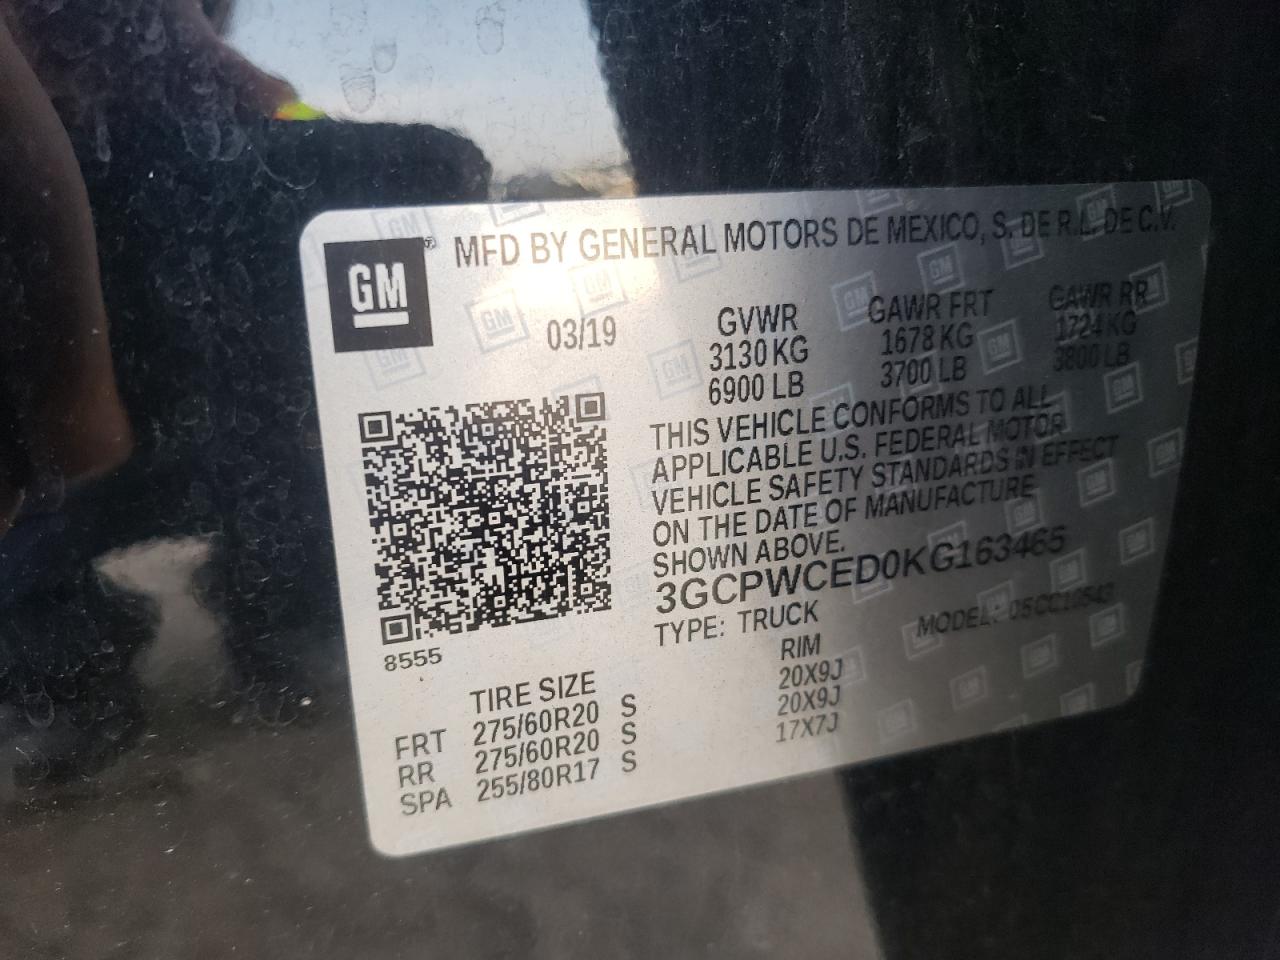 GM® MFD BY GENERAL MOTORS DE MEXICO, S. DE R.L. DE C.V.
03/19
GVWR GAWR FRT GAWR RR
3130 KG 1678 KG 1724 KG
6900 LB 3700 LB 3800 LB
THIS VEHICLE CONFORMS TO ALL
APPLICABLE U.S. FEDERAL MOTOR
VEHICLE SAFETY STANDARDS IN EFFECT
ON THE DATE OF MANUFACTURE
SHOWN ABOVE.
3GCPWCED0KG163465
TYPE: TRUCK MODEL:
8555
TIRE SIZE RIM
FRT 275/60R20 S 20X9J
RR 275/60R20 S 20X9J
SPA 255/80R17 S 17X7J